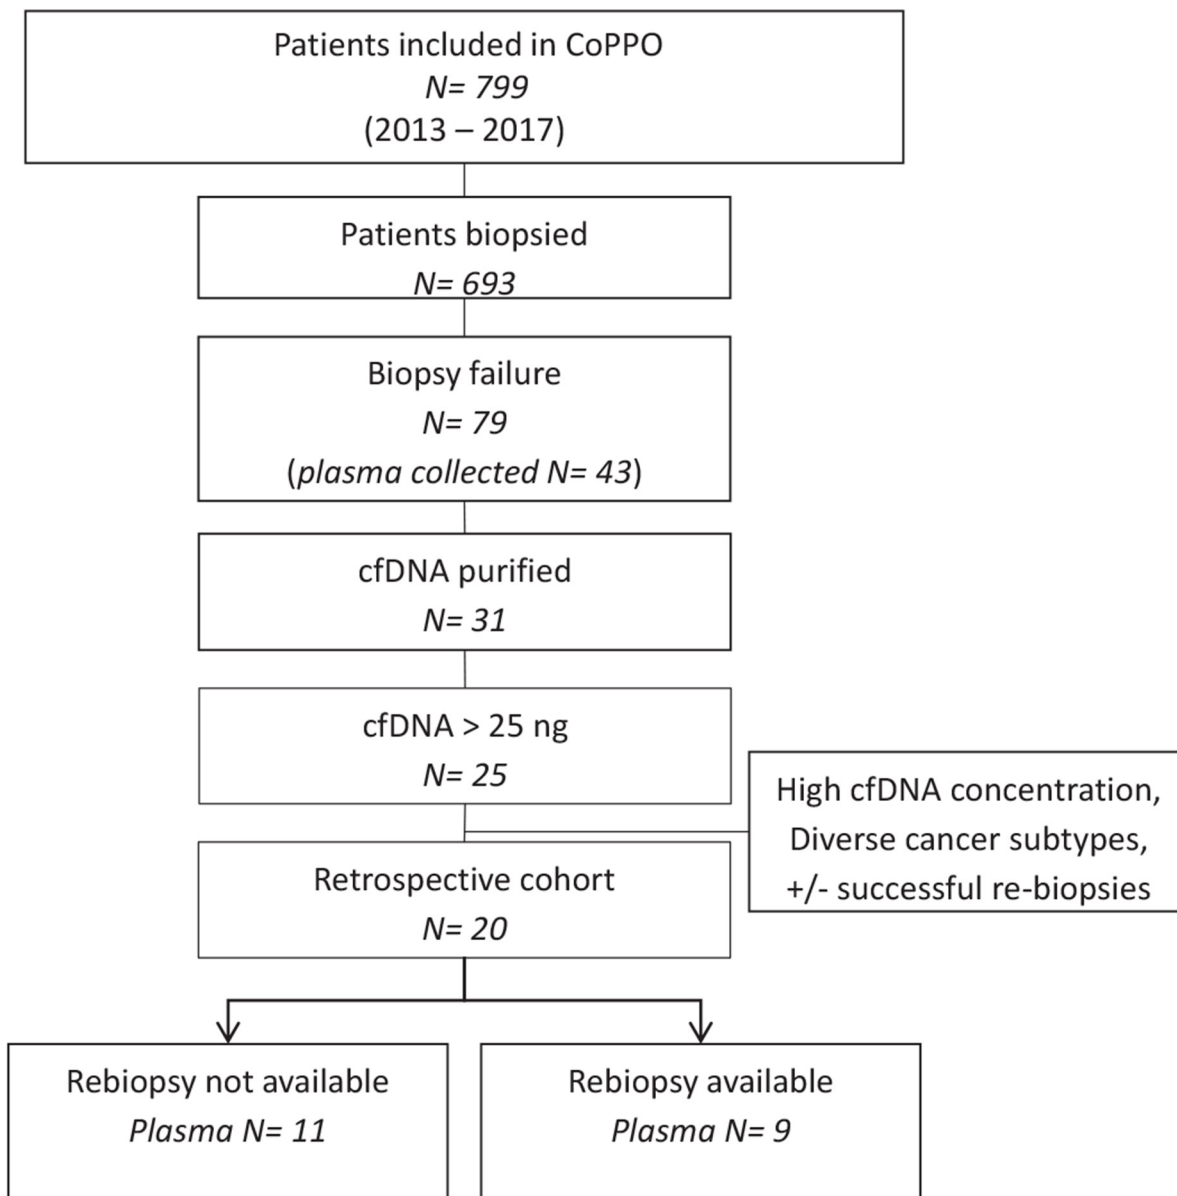 Patients included in CoPPO
N= 799
(2013 – 2017)
Patients biopsied
N= 693
Biopsy failure
N= 79
(plasma collected N= 43)
cfDNA purified
N= 31
cfDNA > 25 ng
N= 25
High cfDNA concentration,
Diverse cancer subtypes,
+/- successful re-biopsies
Retrospective cohort
N= 20
Rebiopsy not available
Plasma N= 11
Rebiopsy available
Plasma N= 9